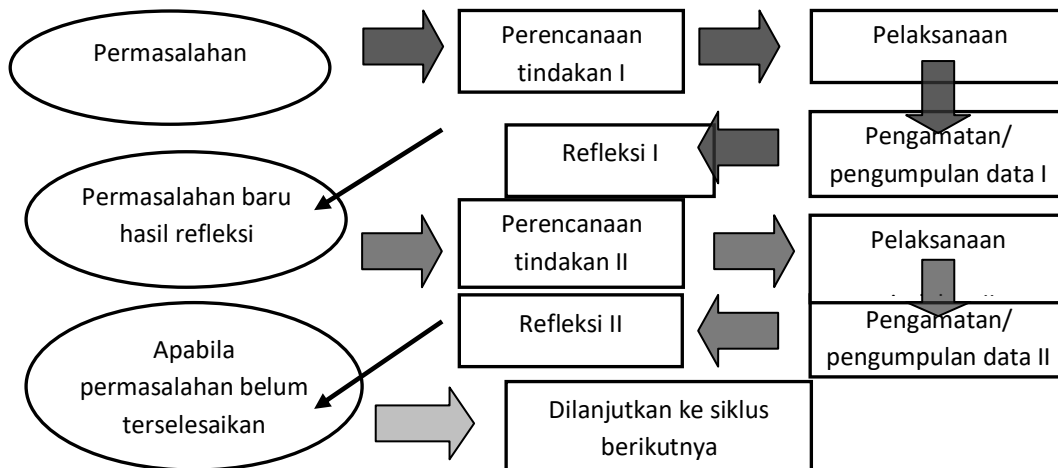 Permasalahan
Perencanaan
tindakan I
Pelaksanaan
Pengamatan/
pengumpulan data I
Refleksi I
Permasalahan baru
hasil refleksi
Perencanaan
tindakan II
Pelaksanaan
Pengamatan/
pengumpulan data II
Refleksi II
Apabila
permasalahan belum
terselesaikan
Dilanjutkan ke siklus
berikutnya